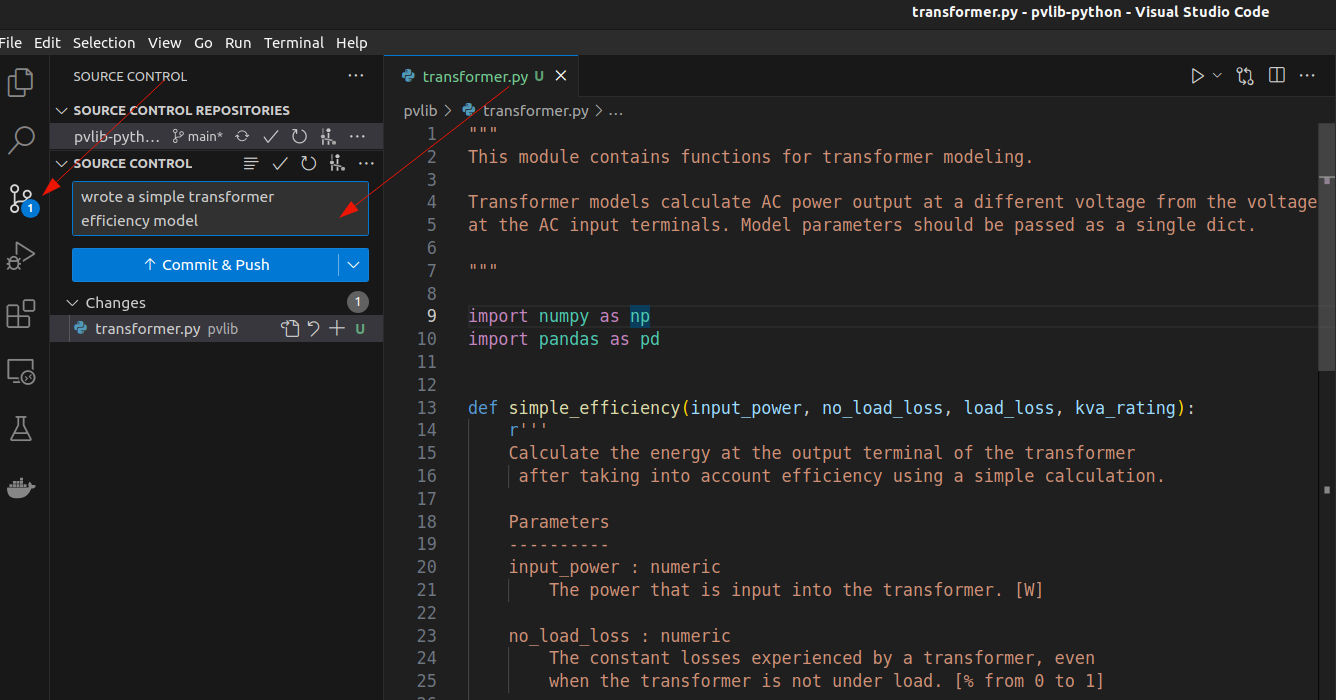 transformer.py - pvlib-python - Visual Studio Code
File Edit Selection View Go Run Terminal Help
SOURCE CONTROL
SOURCE CONTROL REPOSITORIES
pvlib-pyth... main*
SOURCE CONTROL
1
wrote a simple transformer
efficiency model
Commit & Push
Changes 1
transformer.py pvlib U
transformer.py U
pvlib > transformer.py > ...
1 """
2 This module contains functions for transformer modeling.
3
4 Transformer models calculate AC power output at a different voltage from the voltage
5 at the AC input terminals. Model parameters should be passed as a single dict.
6
7 """
8
9 import numpy as np
10 import pandas as pd
11
12
13 def simple_efficiency(input_power, no_load_loss, load_loss, kva_rating):
14 r'''
15 Calculate the energy at the output terminal of the transformer
16 after taking into account efficiency using a simple calculation.
17
18 Parameters
19 ----------
20 input_power : numeric
21 The power that is input into the transformer. [W]
22
23 no_load_loss : numeric
24 The constant losses experienced by a transformer, even
25 when the transformer is not under load. [% from 0 to 1]